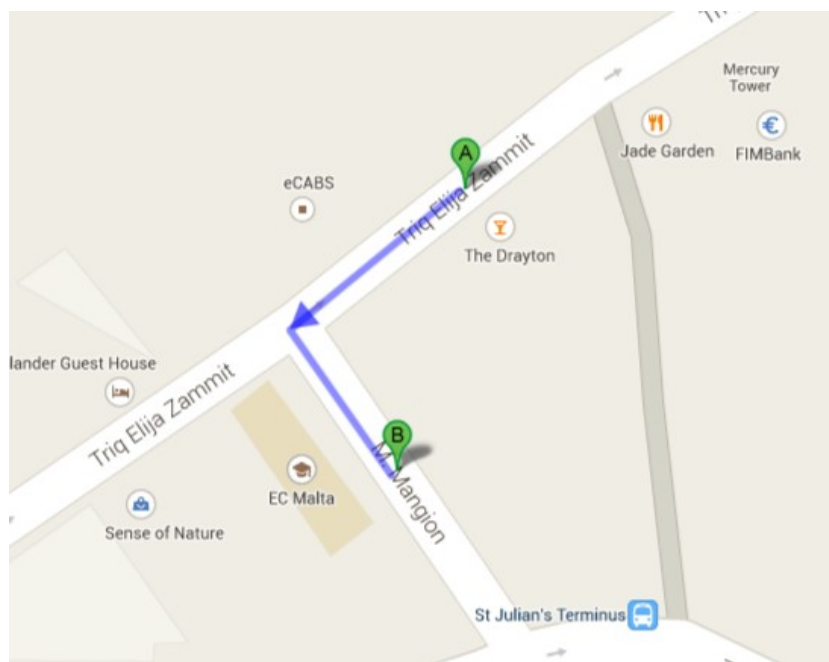 Mercury
Tower
A
Jade Garden
FIMBank
Triq Elija Zammit
eCABS
The Drayton
lander Guest House
Triq Elija Zammit
B
M. Mangion
EC Malta
Sense of Nature
St Julian's Terminus